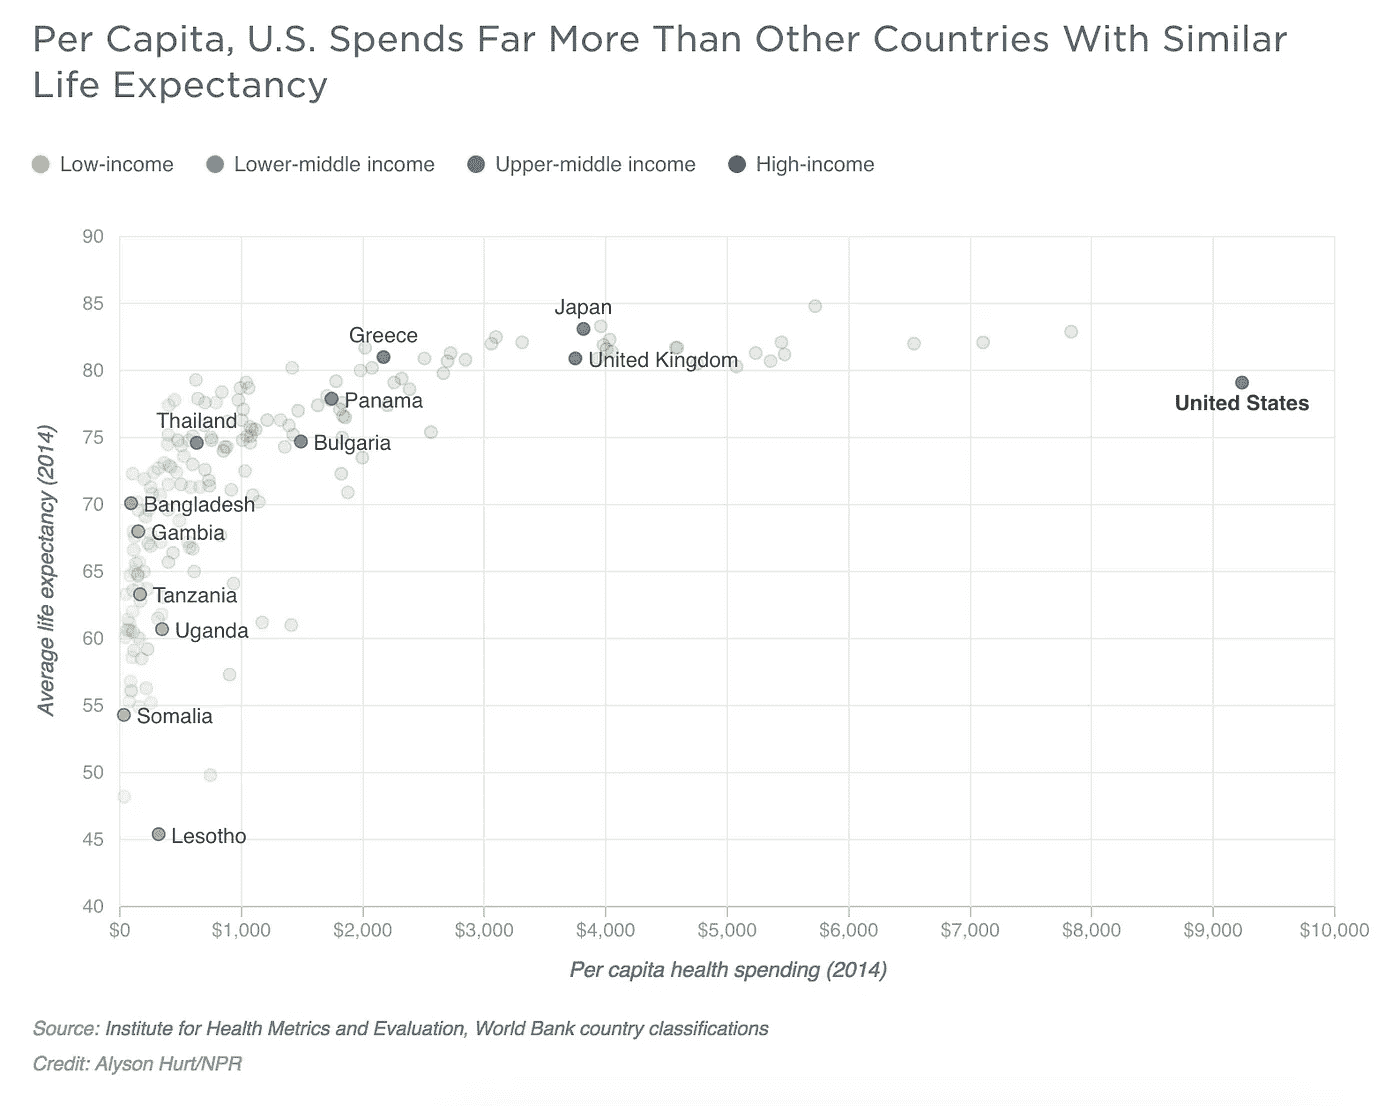 Per Capita, U.S. Spends Far More Than Other Countries With Similar
Life Expectancy
Low-income
Lower-middle income
Upper-middle income
High-income
90
85
80
75
70
65
60
55
50
45
40
Average life expectancy (2014)
Japan
Greece
United Kingdom
United States
Panama
Thailand
Bulgaria
Bangladesh
Gambia
Tanzania
Uganda
Somalia
Lesotho
$0
$1,000
$2,000
$3,000
$4,000
$5,000
$6,000
$7,000
$8,000
$9,000
$10,000
Per capita health spending (2014)
Source: Institute for Health Metrics and Evaluation, World Bank country classifications
Credit: Alyson Hurt/NPR